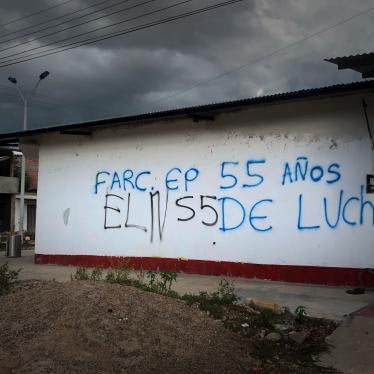 FARC. EP 55 AÑOS
ELN 55 DE LUCH